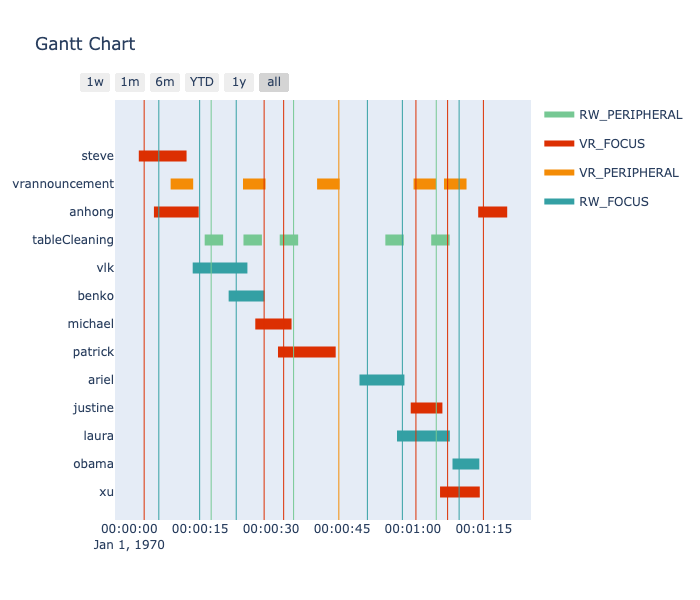 Gantt Chart
1w 1m 6m YTD 1y all
RW_PERIPHERAL
VR_FOCUS
VR_PERIPHERAL
RW_FOCUS
steve
vrannouncement
anhong
tableCleaning
vlk
benko
michael
patrick
ariel
justine
laura
obama
xu
00:00:00 00:00:15 00:00:30 00:00:45 00:01:00 00:01:15
Jan 1, 1970